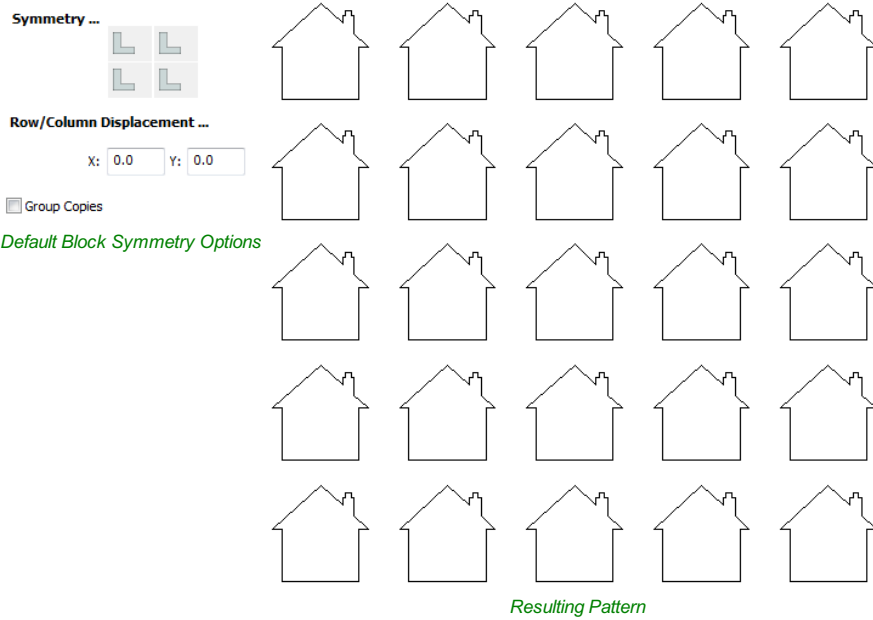 Symmetry ...
Row/Column Displacement ...
X: 0.0 Y: 0.0
Group Copies
Default Block Symmetry Options
Resulting Pattern